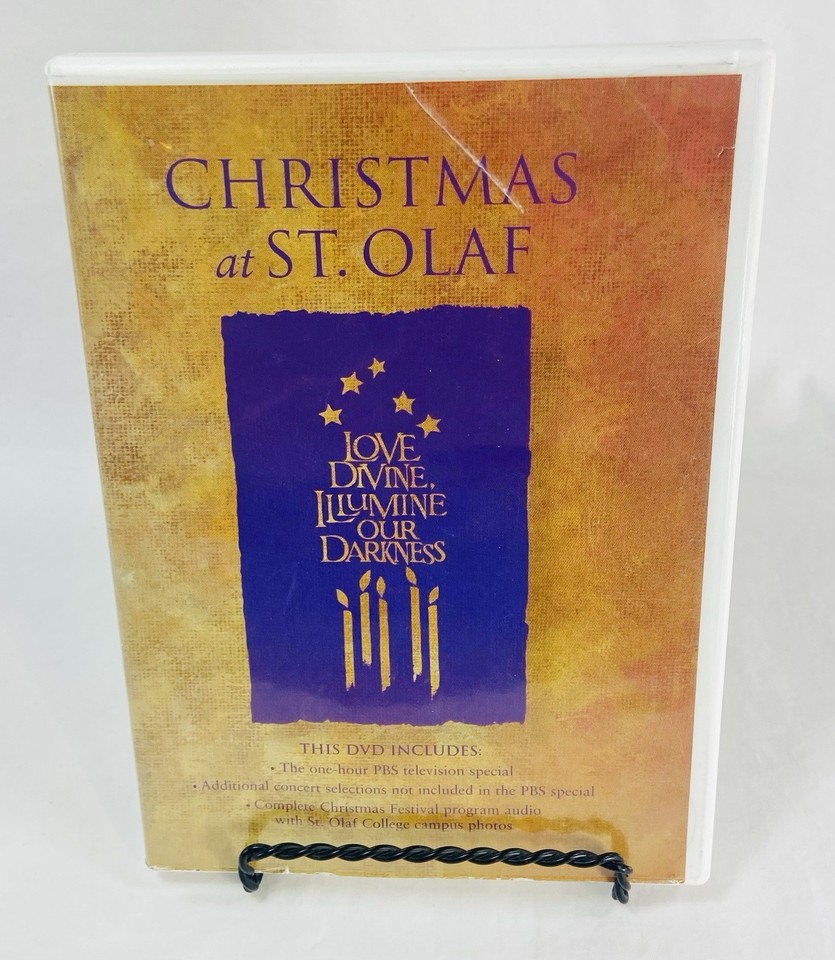 CHRISTMAS
at ST. OLAF
LOVE
DIVINE,
ILLUMINE
OUR
DARKNESS
THIS DVD INCLUDES:
• The one-hour PBS television special
• Additional concert selections not included in the PBS special
• Complete Christmas Festival program audio
with St. Olaf College campus photos